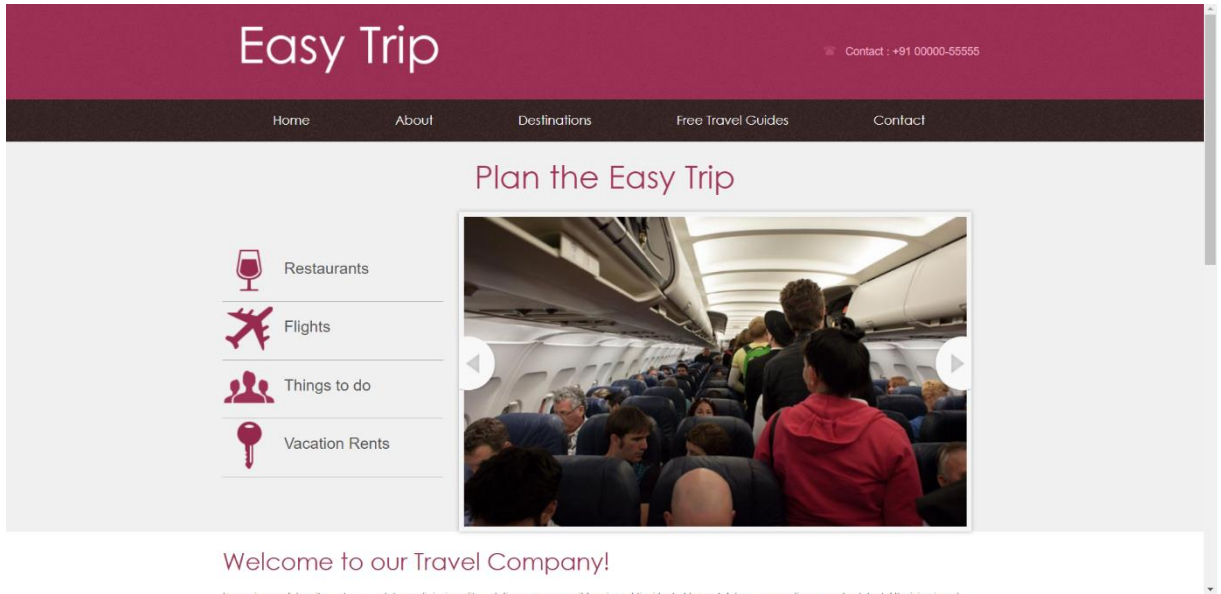 Easy Trip
Contact : +91 00000-55555
Home About Destinations Free Travel Guides Contact
Plan the Easy Trip
Restaurants
Flights
Things to do
Vacation Rents
Welcome to our Travel Company!